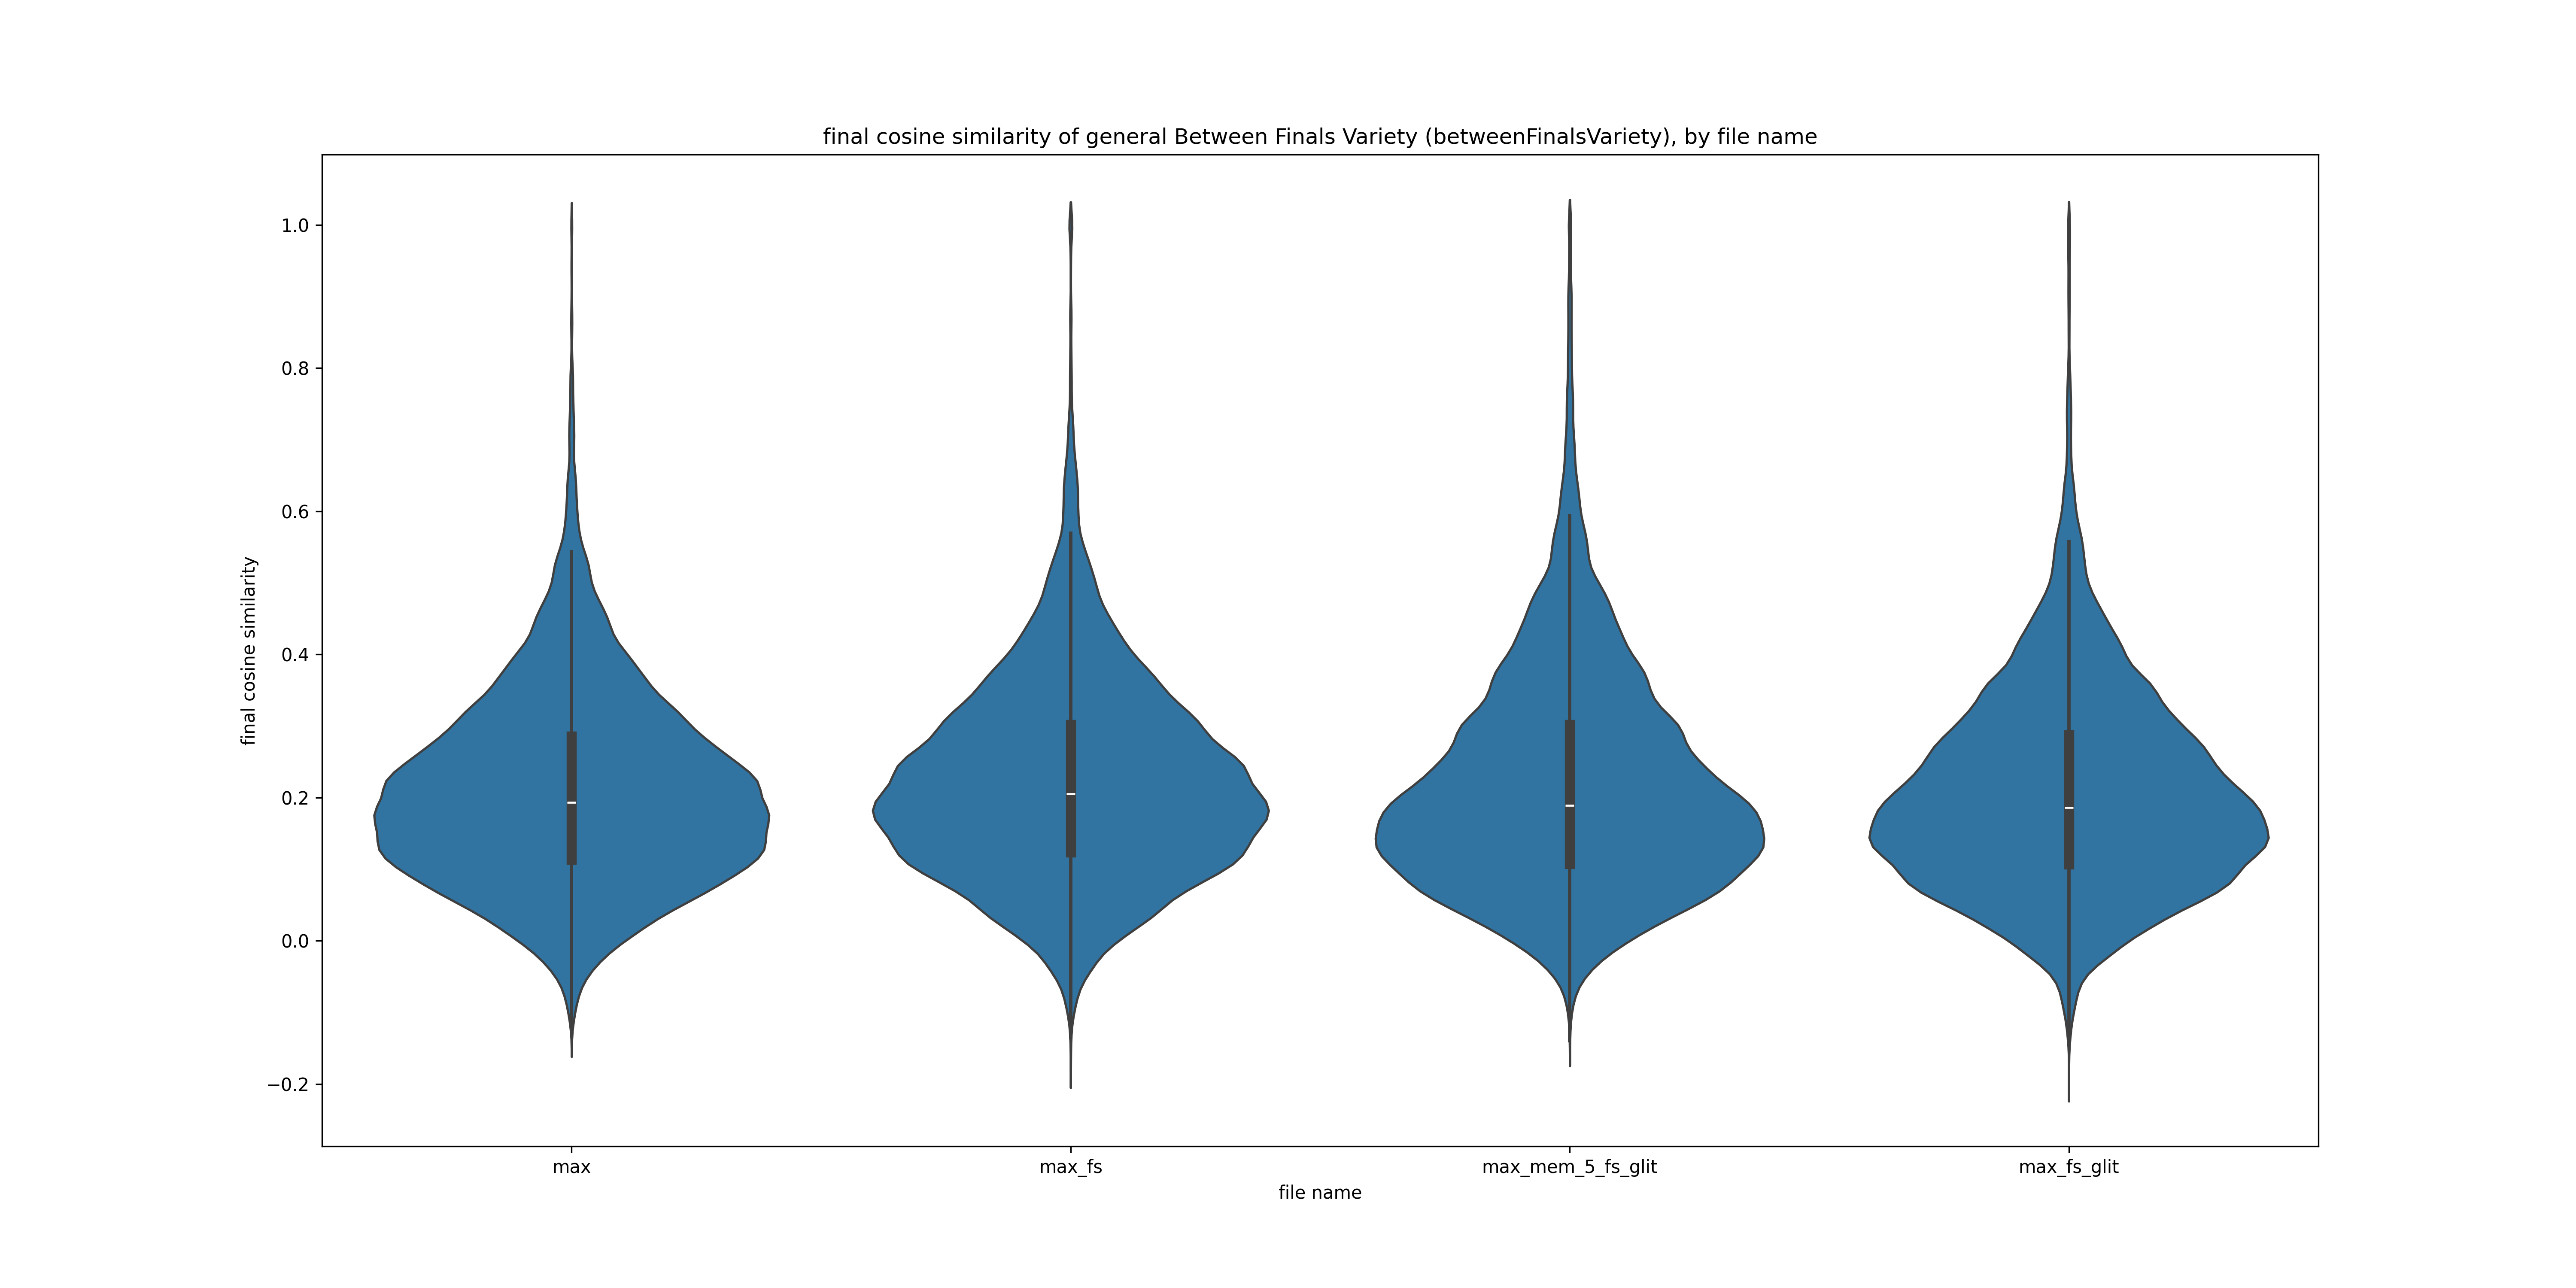 final cosine similarity of general Between Finals Variety (betweenFinalsVariety), by file name
final cosine similarity
1.0
0.8
0.6
0.4
0.2
0.0
−0.2
max max_fs max_mem_5_fs_glit max_fs_glit
file name